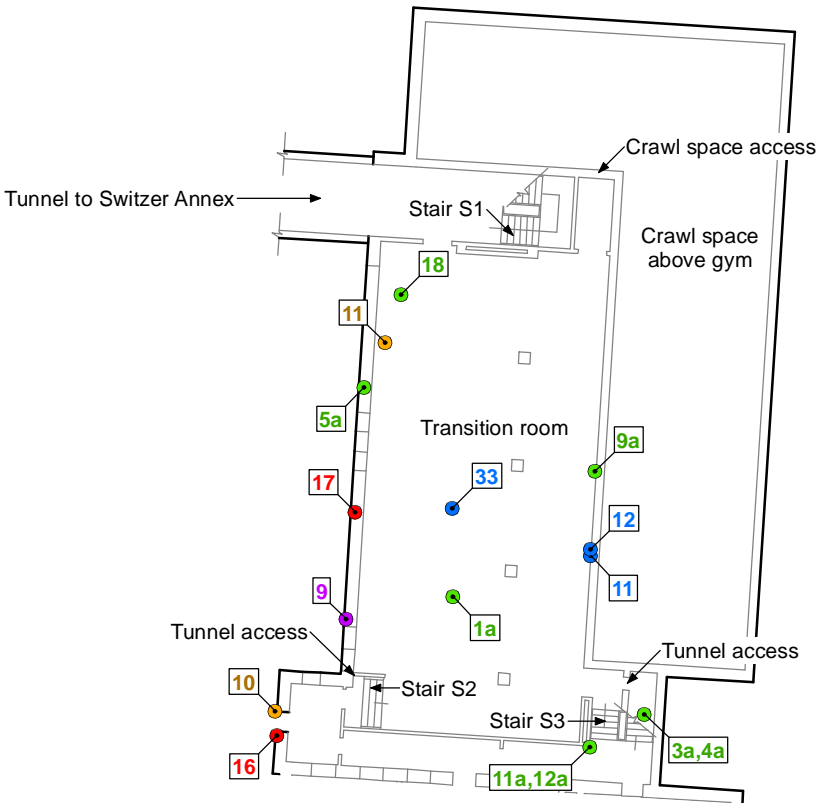 Crawl space access
Tunnel to Switzer Annex
Stair S1
Crawl space
above gym
18
11
5a
Transition room
9a
17
33
12
11
9
1a
Tunnel access
Tunnel access
Stair S2
10
Stair S3
16
3a,4a
11a,12a